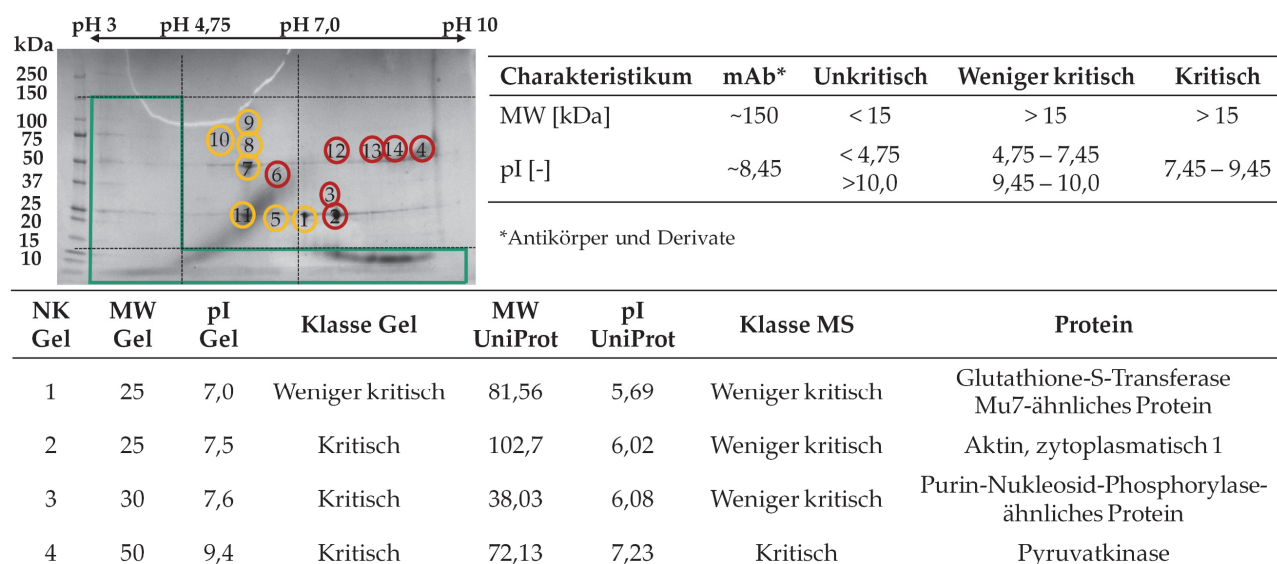 pH 3 pH 4,75 pH 7,0 pH 10
kDa
250
150
100
75
50
37
25
20
15
10
9
10
8
7
6
12
13
14
4
3
11
5
1
2
Charakteristikum mAb* Unkritisch Weniger kritisch Kritisch
MW [kDa] ~150 < 15 > 15 > 15
pI [-] ~8,45 < 4,75 4,75 – 7,45 7,45 – 9,45
>10,0 9,45 – 10,0
*Antikörper und Derivate
NK MW pI Klasse Gel MW pI Klasse MS Protein
Gel Gel Gel UniProt UniProt
1 25 7,0 Weniger kritisch 81,56 5,69 Weniger kritisch Glutathione-S-Transferase
Mu7-ähnliches Protein
2 25 7,5 Kritisch 102,7 6,02 Weniger kritisch Aktin, zytoplasmatisch 1
3 30 7,6 Kritisch 38,03 6,08 Weniger kritisch Purin-Nukleosid-Phosphorylase-
ähnliches Protein
4 50 9,4 Kritisch 72,13 7,23 Kritisch Pyruvatkinase